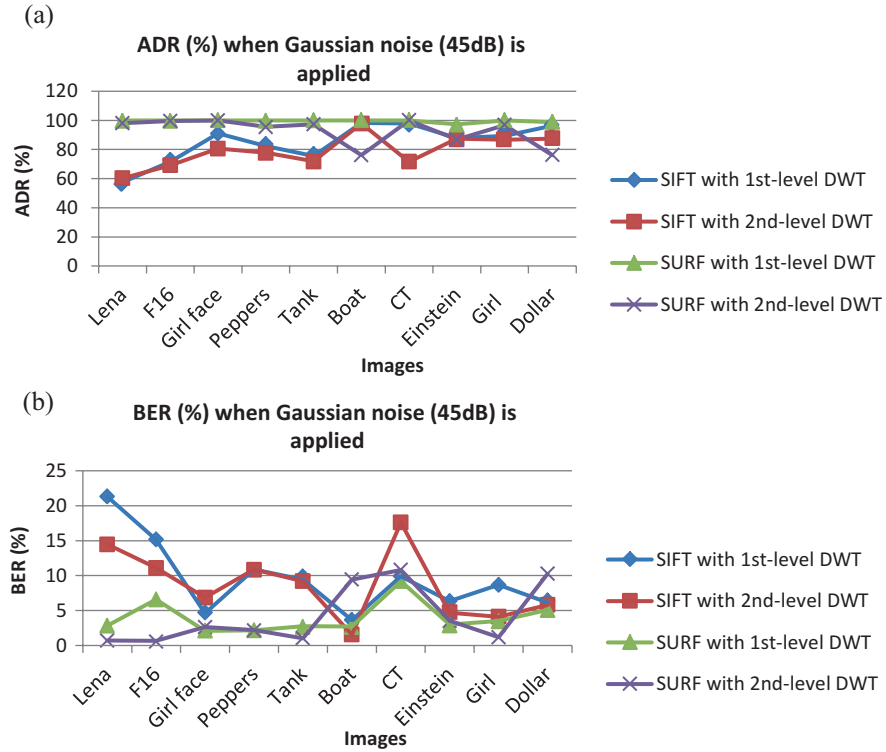 (a)
ADR (%) when Gaussian noise (45dB) is
applied
120
100
80
60
40
20
0
ADR (%)
Lena
F16
Girl face
Peppers
Tank
Boat
CT
Einstein
Girl
Dollar
Images
SIFT with 1st-level DWT
SIFT with 2nd-level DWT
SURF with 1st-level DWT
SURF with 2nd-level DWT
(b)
BER (%) when Gaussian noise (45dB) is
applied
25
20
15
10
5
0
BER (%)
Lena
F16
Girl face
Peppers
Tank
Boat
CT
Einstein
Girl
Dollar
Images
SIFT with 1st-level DWT
SIFT with 2nd-level DWT
SURF with 1st-level DWT
SURF with 2nd-level DWT